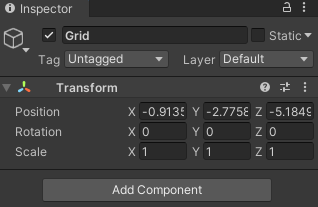 Inspector
Grid
Static
Tag Untagged Layer Default
Transform
Position X -0.9135 Y -2.7758 Z -5.1849
Rotation X 0 Y 0 Z 0
Scale X 1 Y 1 Z 1
Add Component